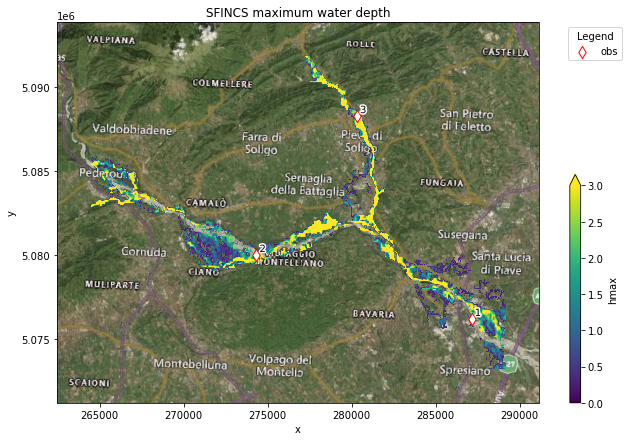 SFINCS maximum water depth
1e6
VALPIANA
ROLLE
CASTELLA
COLMELLERE
Valdobbiadene
San Pietro
di Feletto
Farra di
Soligo
Pieve di
Soligo
3
Sernaglia
della Battaglia
FUNGAIA
CAMALÒ
Susegana
Santa Lucia
di Piave
Cornuda
2
CIANO
MONTELL'ANO
MULIPARTE
BAVARIA
1
Montebelluna
Volpago del
Montello
27
Spresiano
SCAIONI
5.090
5.085
5.080
5.075
y
265000 270000 275000 280000 285000 290000
x
Legend
obs
3.0
2.5
2.0
1.5
1.0
0.5
0.0
hmax